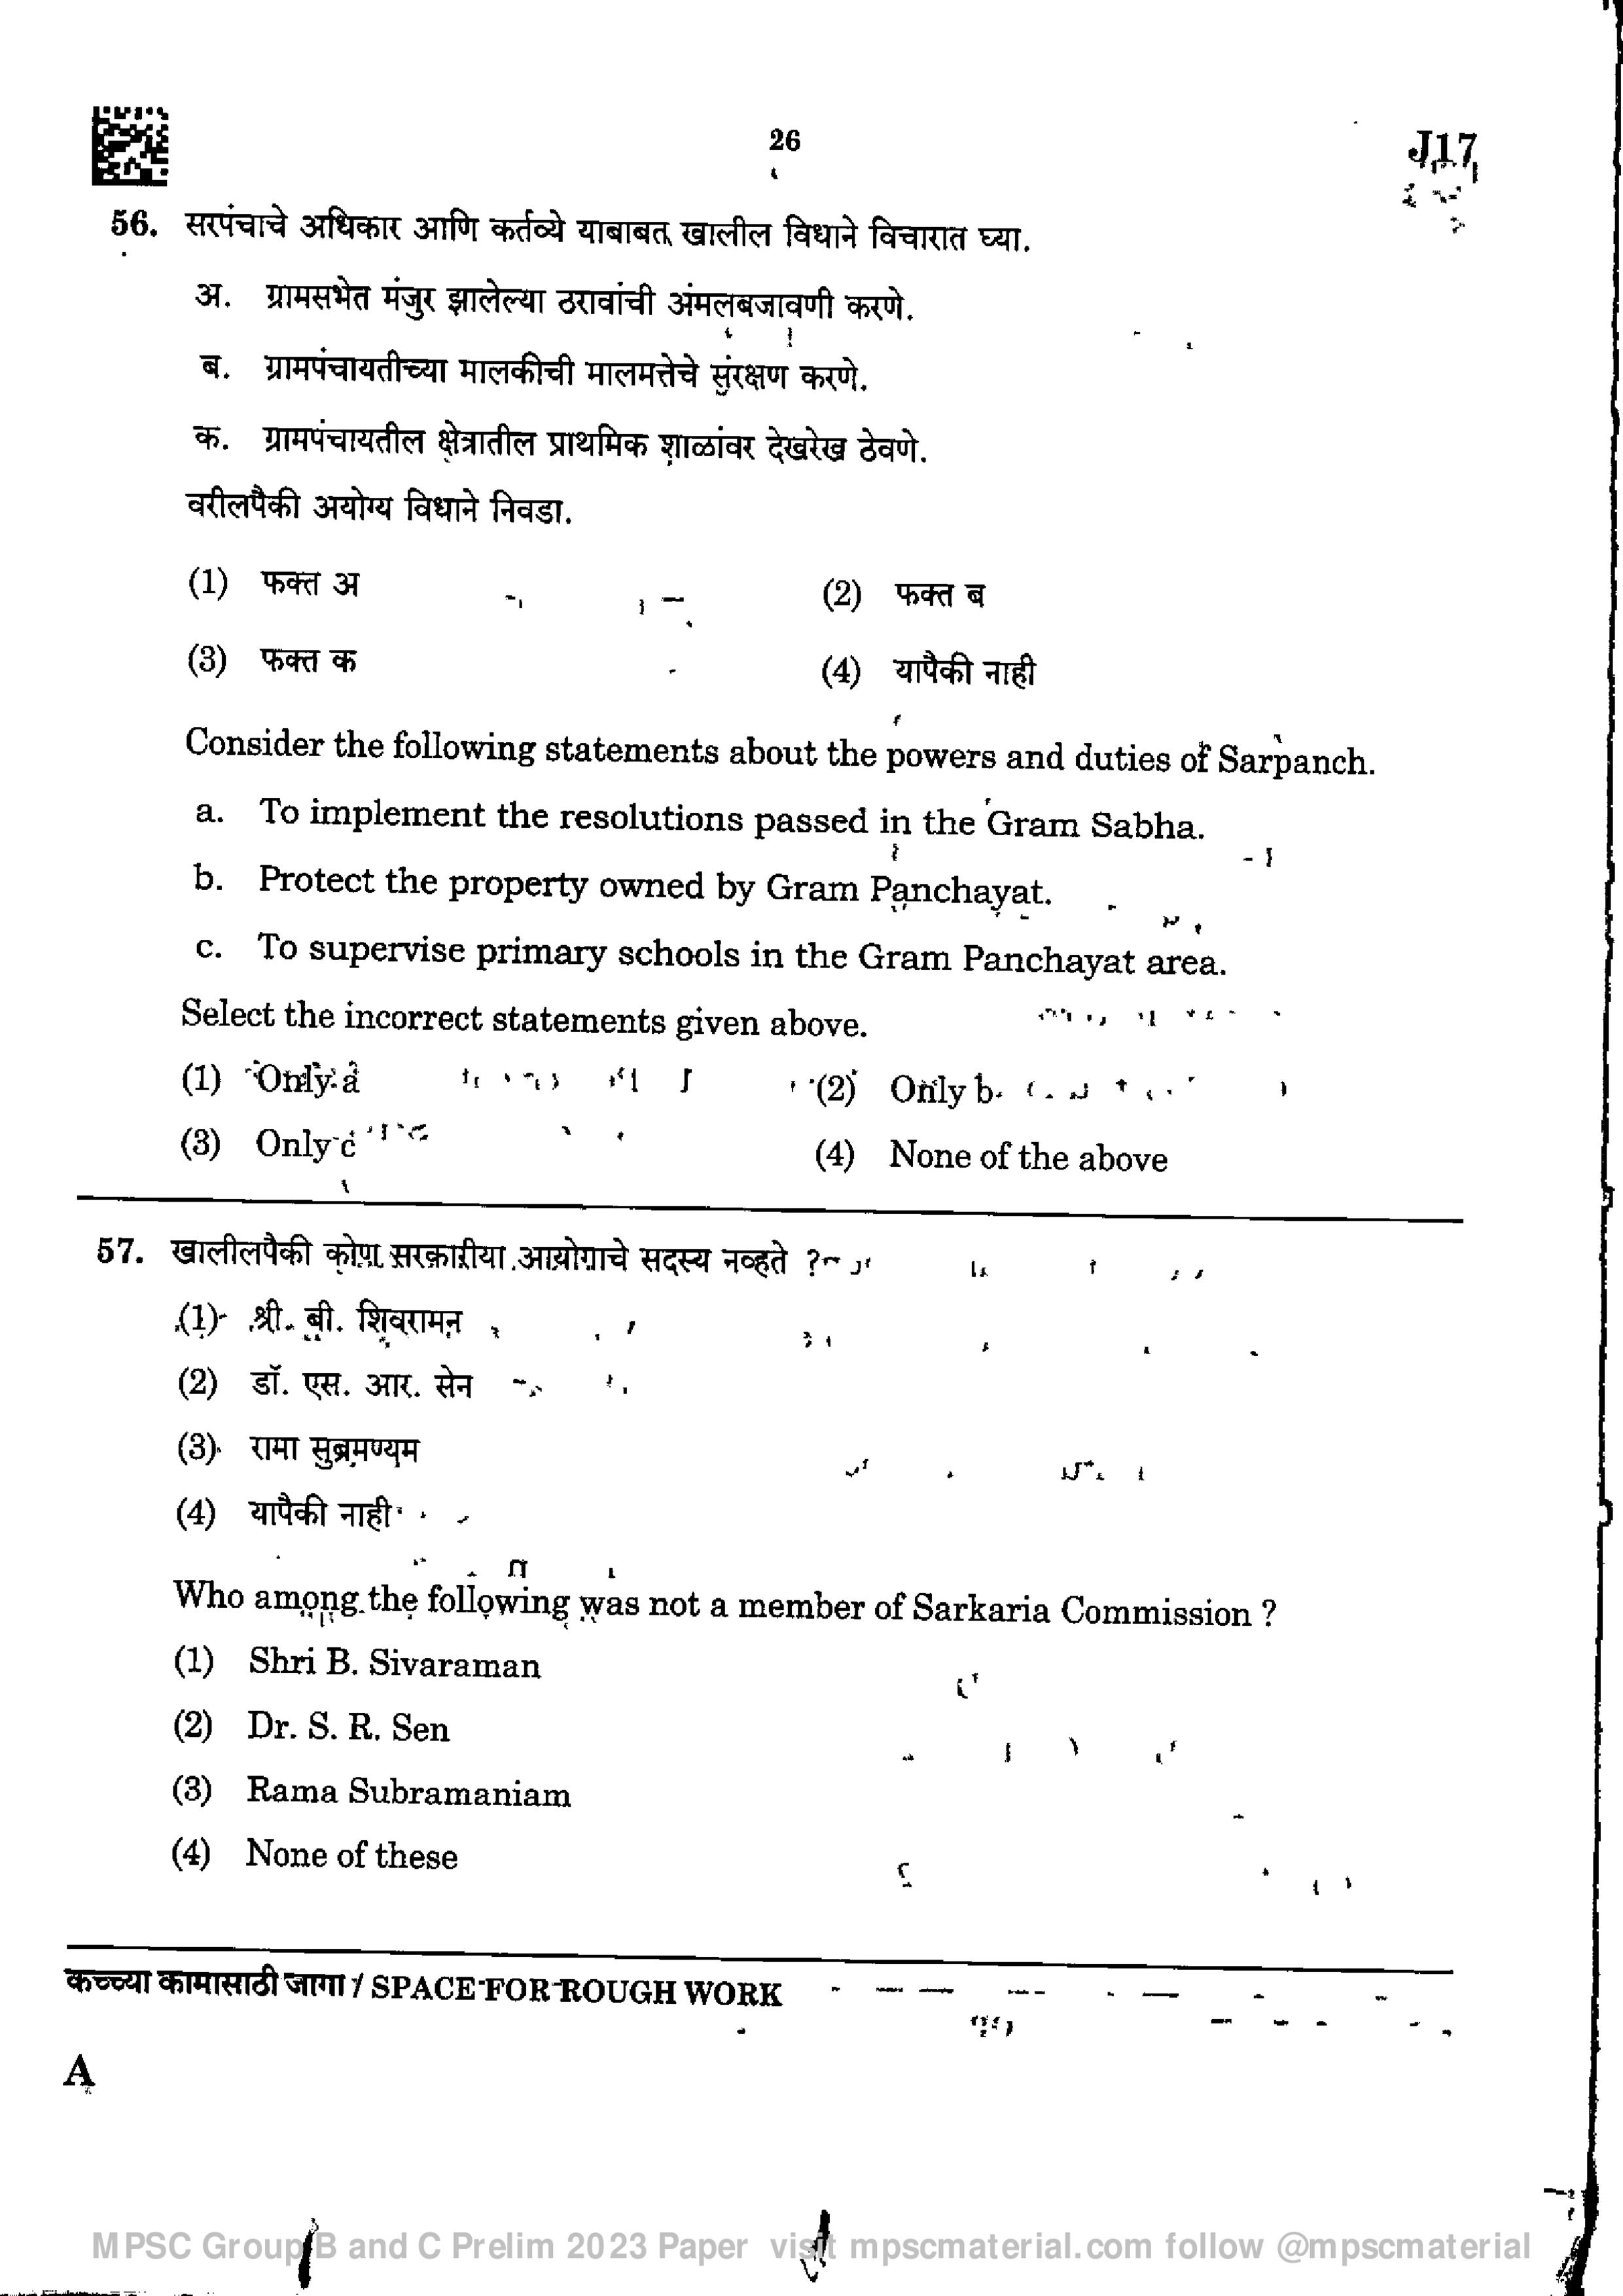 26
J17
56. सरपंचाचे अधिकार आणि कर्तव्ये याबाबत खालील विधाने विचारात घ्या.
अ. ग्रामसभेत मंजुर झालेल्या ठरावांची अंमलबजावणी करणे.
ब. ग्रामपंचायतीच्या मालकीची मालमत्तेचे संरक्षण करणे.
क. ग्रामपंचायतील क्षेत्रातील प्राथमिक शाळांवर देखरेख ठेवणे.
वरीलपैकी अयोग्य विधाने निवडा.
(1) फक्त अ (2) फक्त ब
(3) फक्त क (4) यापैकी नाही
Consider the following statements about the powers and duties of Sarpanch.
a. To implement the resolutions passed in the Gram Sabha.
b. Protect the property owned by Gram Panchayat.
c. To supervise primary schools in the Gram Panchayat area.
Select the incorrect statements given above.
(1) Only a (2) Only b
(3) Only c (4) None of the above
57. खालीलपैकी कोण सरकारीया आयोगाचे सदस्य नव्हते ?
(1) श्री. बी. शिवरामन
(2) डॉ. एस. आर. सेन
(3) रामा सुब्रमण्यम
(4) यापैकी नाही
Who among the following was not a member of Sarkaria Commission ?
(1) Shri B. Sivaraman
(2) Dr. S. R. Sen
(3) Rama Subramaniam
(4) None of these
कच्च्या कामासाठी जागा / SPACE FOR ROUGH WORK
A
MPSC Group B and C Prelim 2023 Paper visit mpscmaterial.com follow @mpscmaterial